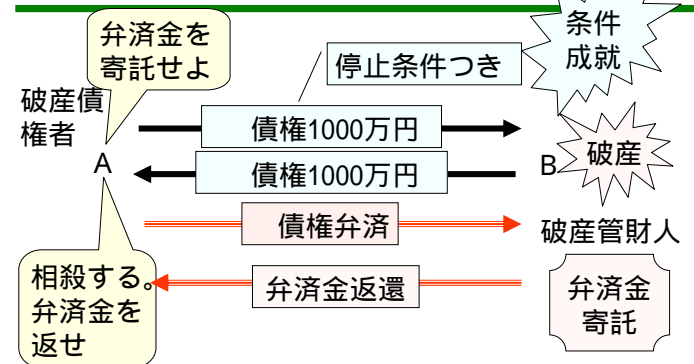 弁済金を
寄託せよ
条件
成就
停止条件つき
破産債
権者
A
債権1000万円
債権1000万円
B
破産
債権弁済
破産管財人
相殺する。
弁済金を
返せ
弁済金返還
弁済金
寄託